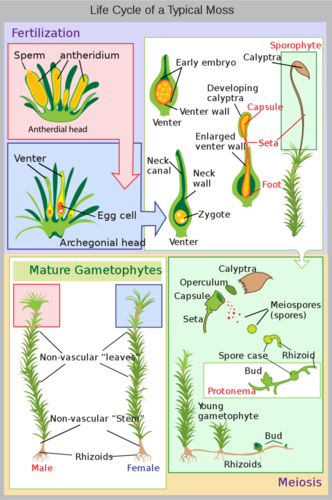 Life Cycle of a Typical Moss
Fertilization
Sperm
antheridium
Antherdial head
Venter
Egg cell
Archegonial head
Early embryo
Venter wall
Venter
Neck
canal
Neck
wall
Zygote
Venter
Developing
calyptra
Capsule
Enlarged
venter wall
Seta
Foot
Sporophyte
Calyptra
Mature Gametophytes
Non-vascular “leaves”
Non-vascular “Stem”
Rhizoids
Male
Female
Calyptra
Operculum
Capsule
Seta
Meiospores
(spores)
Spore case
Rhizoid
Bud
Protonema
Young
gametophyte
Bud
Rhizoids
Meiosis